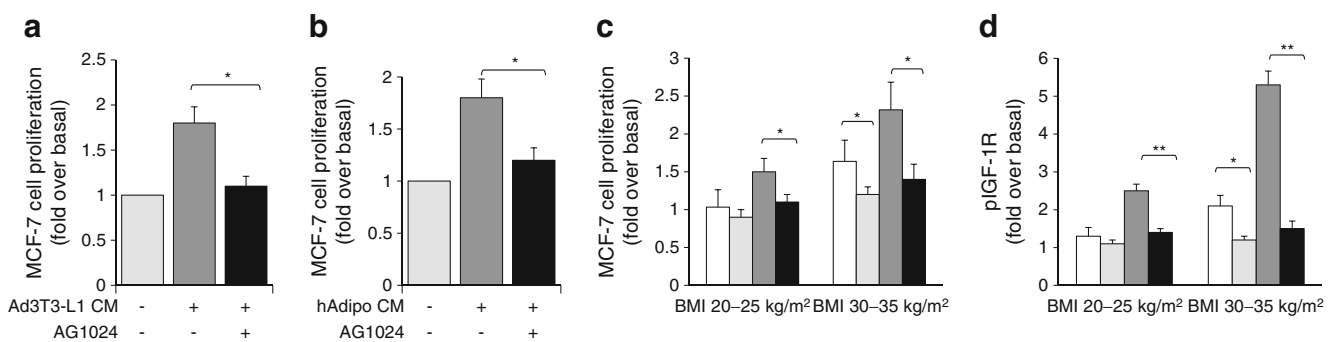 a
MCF-7 cell proliferation
(fold over basal)
2.5
2
1.5
1
0.5
0
*
Ad3T3-L1 CM - + +
AG1024 - - +
b
MCF-7 cell proliferation
(fold over basal)
2
1.5
1
0.5
0
*
hAdipo CM - + +
AG1024 - - +
c
MCF-7 cell proliferation
(fold over basal)
3
2.5
2
1.5
1
0.5
0
*
*
*
BMI 20–25 kg/m² BMI 30–35 kg/m²
d
pIGF-1R
(fold over basal)
6
5
4
3
2
1
0
**
*
**
BMI 20–25 kg/m² BMI 30–35 kg/m²